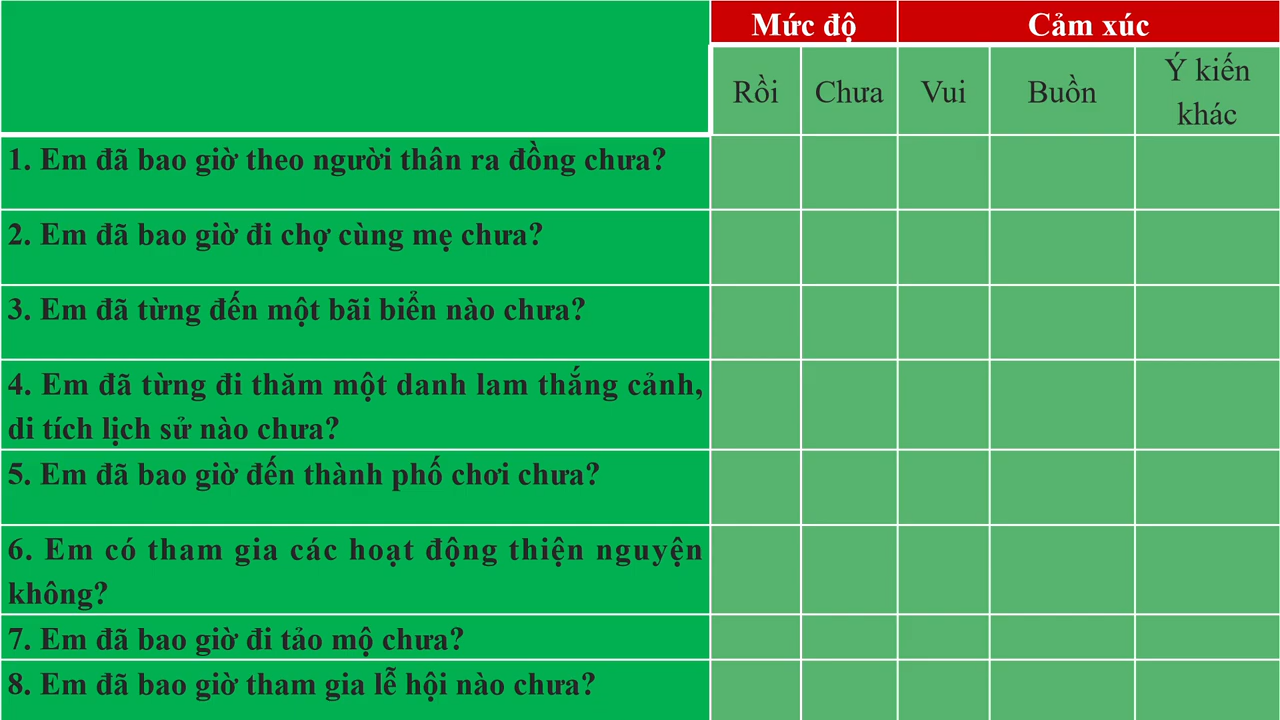 Mức độ Cảm xúc
Rồi Chưa Vui Buồn Ý kiến khác
1. Em đã bao giờ theo người thân ra đồng chưa?
2. Em đã bao giờ đi chợ cùng mẹ chưa?
3. Em đã từng đến một bãi biển nào chưa?
4. Em đã từng đi thăm một danh lam thắng cảnh,
di tích lịch sử nào chưa?
5. Em đã bao giờ đến thành phố chơi chưa?
6. Em có tham gia các hoạt động thiện nguyện
không?
7. Em đã bao giờ đi tảo mộ chưa?
8. Em đã bao giờ tham gia lễ hội nào chưa?